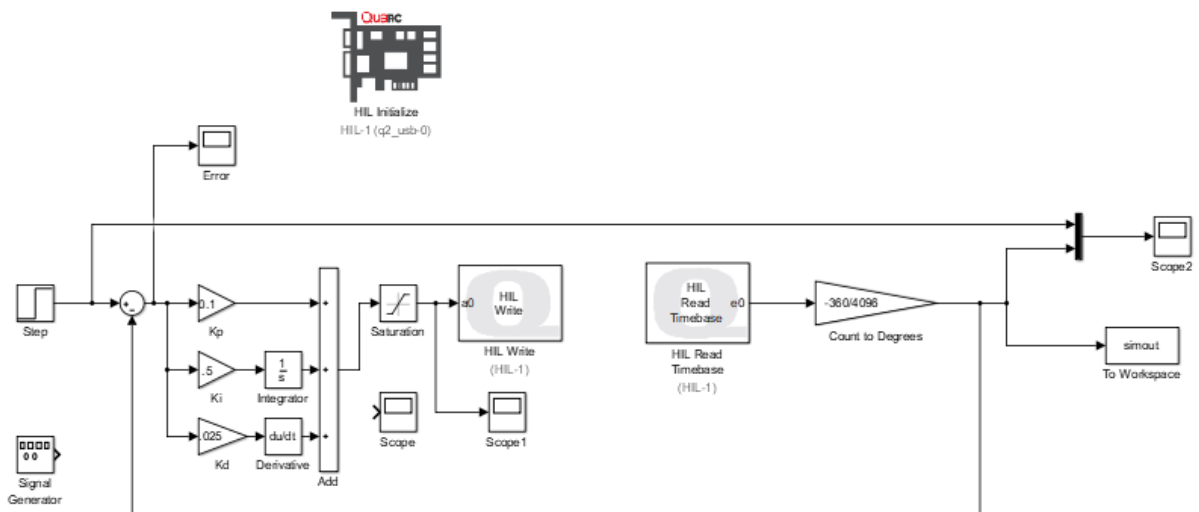 QUARC
HIL Initialize
HIL-1 (q2_usb-0)
Error
Scope2
Step
+
-
0.1
Kp
.5
Ki
1
s
Integrator
.025
Kd
du/dt
Derivative
+
+
+
Add
Saturation
a0
HIL
Write
HIL Write
(HIL-1)
Scope
Scope1
HIL
Read
Timebase
e0
HIL Read
Timebase
(HIL-1)
-360/4096
Count to Degrees
simout
To Workspace
Signal
Generator